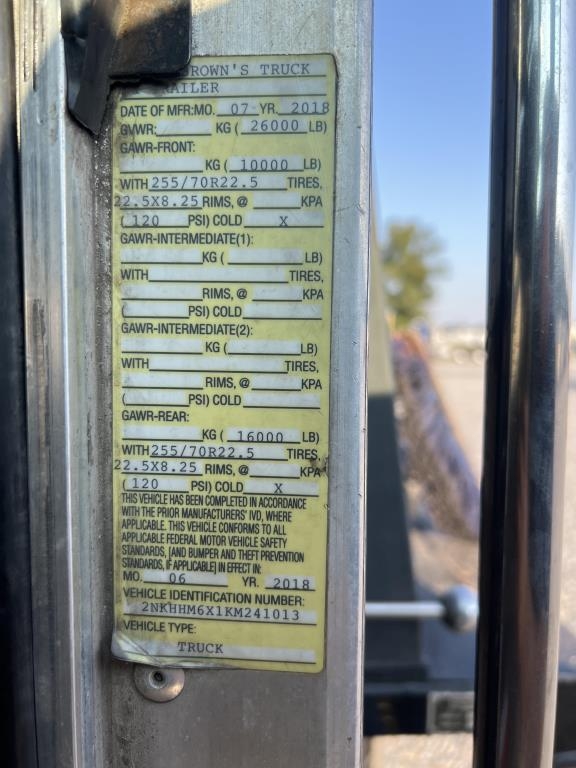 BROWN'S TRUCK
TRAILER
DATE OF MFR:MO. 07 YR. 2018
GVWR: KG ( 26000 LB)
GAWR-FRONT:
KG ( 10000 LB)
WITH 255/70R22.5 TIRES,
22.5X8.25 RIMS, @ KPA
( 120 PSI) COLD X
GAWR-INTERMEDIATE(1):
KG ( LB)
WITH TIRES,
RIMS, @ KPA
( PSI) COLD
GAWR-INTERMEDIATE(2):
KG ( LB)
WITH TIRES,
RIMS, @ KPA
( PSI) COLD
GAWR-REAR:
KG ( 16000 LB)
WITH 255/70R22.5 TIRES,
22.5X8.25 RIMS, @ KPA
( 120 PSI) COLD X
THIS VEHICLE HAS BEEN COMPLETED IN ACCORDANCE
WITH THE PRIOR MANUFACTURERS' IVD, WHERE
APPLICABLE. THIS VEHICLE CONFORMS TO ALL
APPLICABLE FEDERAL MOTOR VEHICLE SAFETY
STANDARDS, [AND BUMPER AND THEFT PREVENTION
STANDARDS, IF APPLICABLE] IN EFFECT IN:
MO. 06 YR. 2018
VEHICLE IDENTIFICATION NUMBER:
2NKHHM6X1KM241013
VEHICLE TYPE:
TRUCK